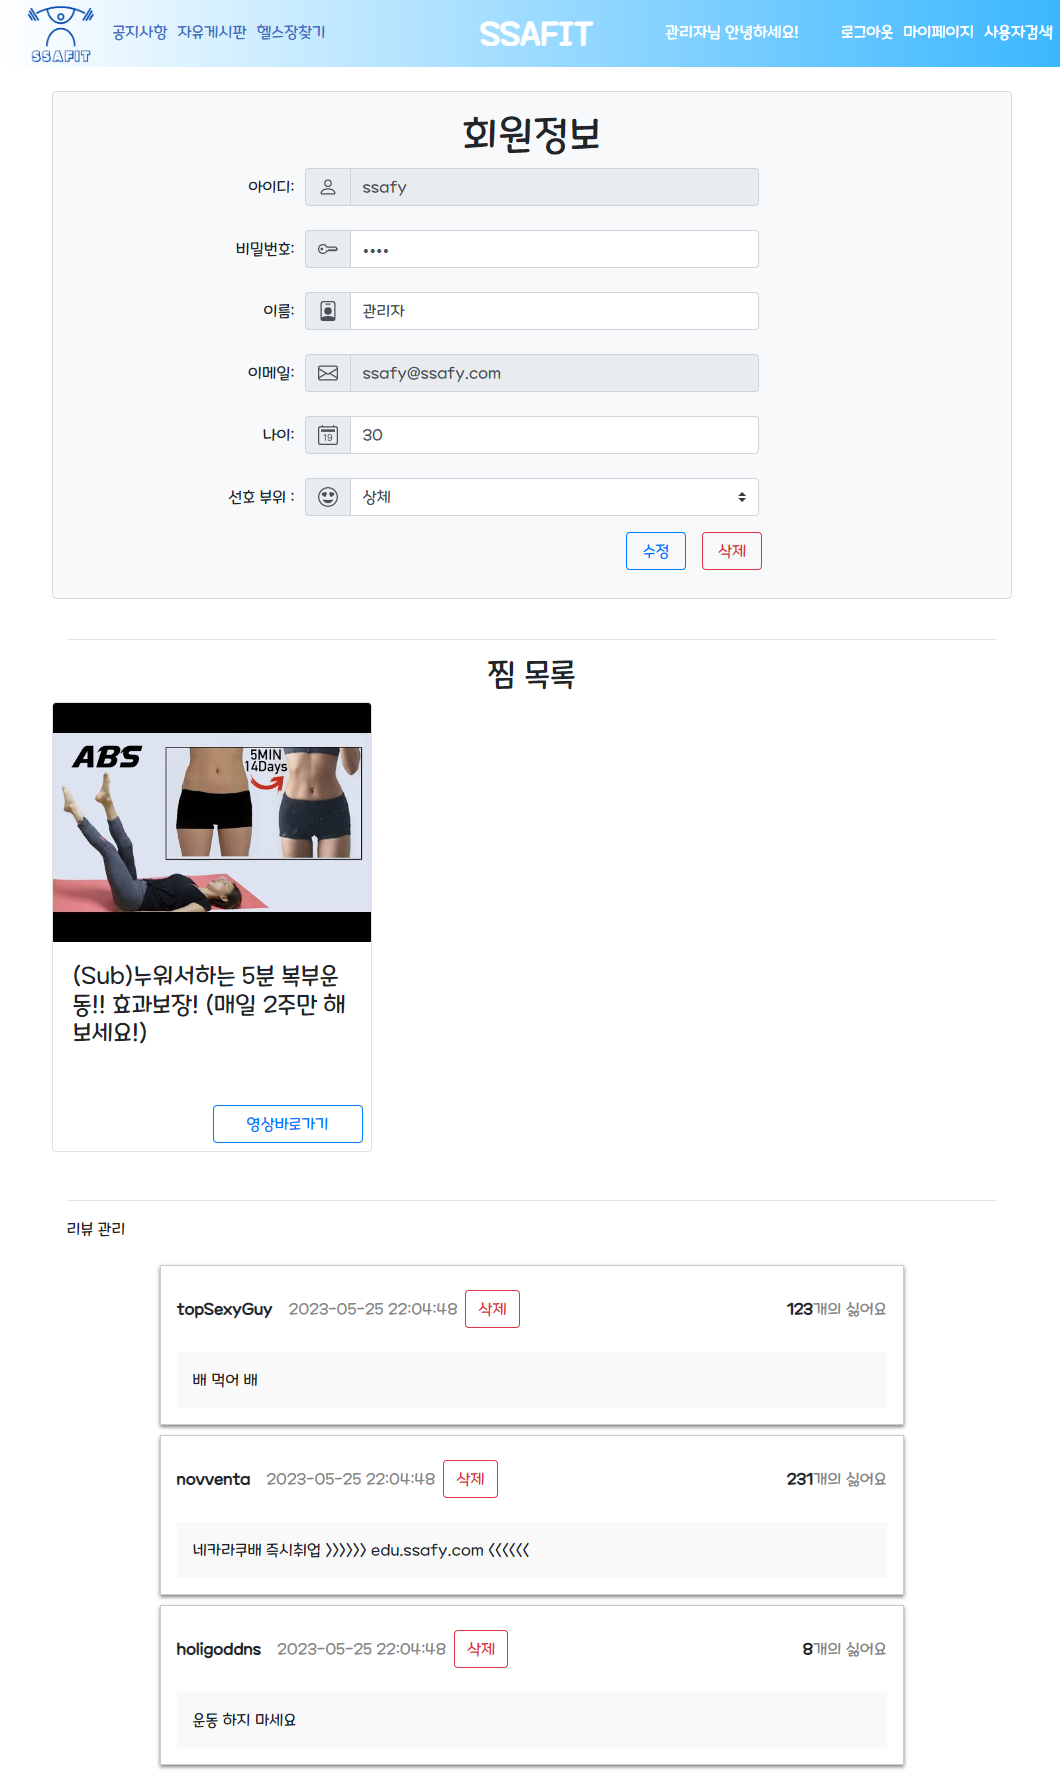 SSAFIT
공지사항 자유게시판 헬스장찾기
SSAFIT
관리자님 안녕하세요!
로그아웃 마이페이지 사용자검색
회원정보
아이디: ssafy
비밀번호: ••••
이름: 관리자
이메일: ssafy@ssafy.com
나이: 19 30
선호 부위 : 상체
수정 삭제
찜 목록
ABS
5MIN
14Days
(Sub)누워서하는 5분 복부운
동!! 효과보장! (매일 2주만 해
보세요!)
영상바로가기
리뷰 관리
topSexyGuy 2023-05-25 22:04:48 삭제 123개의 싫어요
배 먹어 배
novventa 2023-05-25 22:04:48 삭제 231개의 싫어요
네카라쿠배 즉시취업 >>>>>> edu.ssafy.com <<<<<<
holigoddns 2023-05-25 22:04:48 삭제 8개의 싫어요
운동 하지 마세요